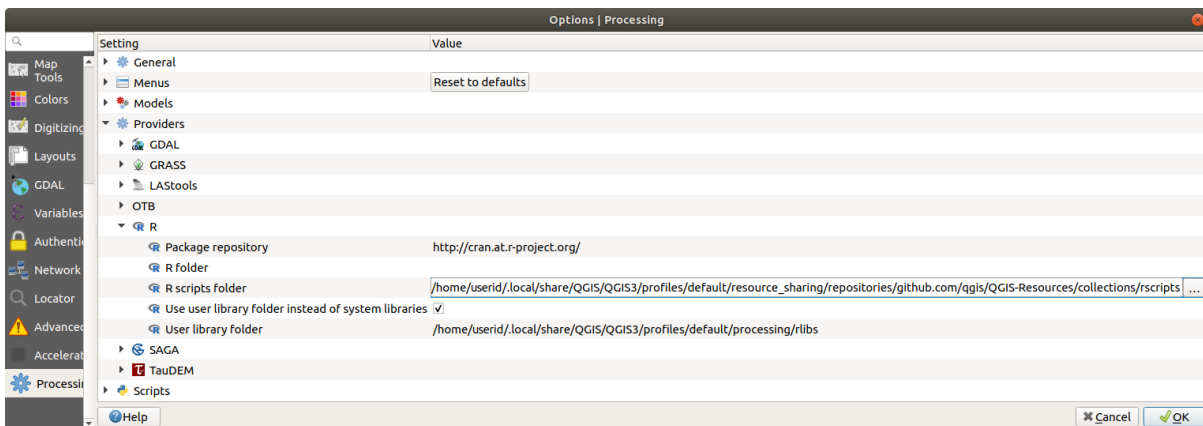 Options | Processing
Setting Value
Map Tools
Colors
Digitizing
Layouts
GDAL
Variables
Authenti
Network
Locator
Advanced
Accelerat
Processin
General
Menus Reset to defaults
Models
Providers
GDAL
GRASS
LAStools
OTB
R
Package repository http://cran.at.r-project.org/
R folder
R scripts folder /home/userid/.local/share/QGIS/QGIS3/profiles/default/resource_sharing/repositories/github.com/qgis/QGIS-Resources/collections/rscripts ...
Use user library folder instead of system libraries
User library folder /home/userid/.local/share/QGIS/QGIS3/profiles/default/processing/rlibs
SAGA
TauDEM
Scripts
Help Cancel OK